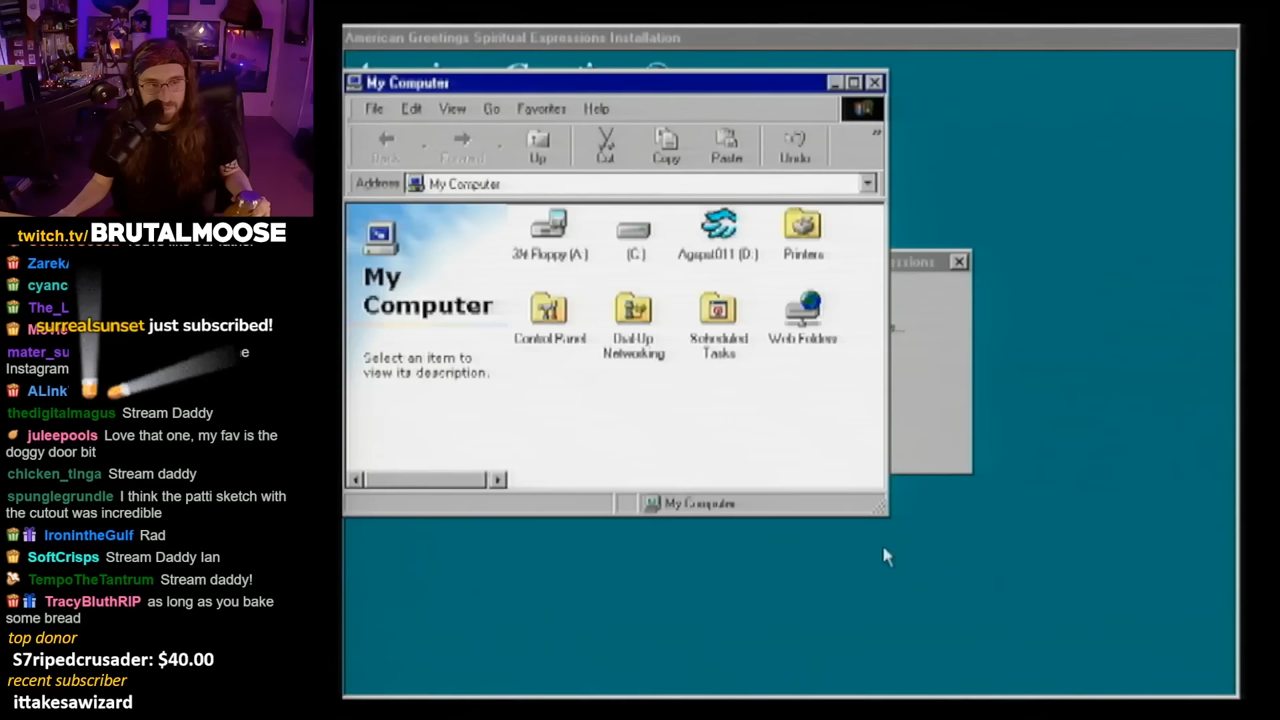 twitch.tv/BRUTALMOOSE
Zarek
cyanc
The_L
surrealsunset just subscribed!
mater_su
e
Instagram
ALink
thedigitalmagus Stream Daddy
juleepools Love that one, my fav is the
doggy door bit
chicken_tinga Stream daddy
spunglegrundle I think the patti sketch with
the cutout was incredible
IronintheGulf Rad
SoftCrisps Stream Daddy Ian
TempoTheTantrum Stream daddy!
TracyBluthRIP as long as you bake
some bread
top donor
S7ripedcrusader: $40.00
recent subscriber
ittakesawizard
American Greetings Spiritual Expressions Installation
My Computer
File Edit View Go Favorites Help
Back Forward Up Cut Copy Paste Undo
Address My Computer
My
Computer
Select an item to
view its description.
3½ Floppy (A:) (C:) Agspal011 (D:) Printers
Control Panel Dial-Up
Networking Scheduled
Tasks Web Folders
My Computer